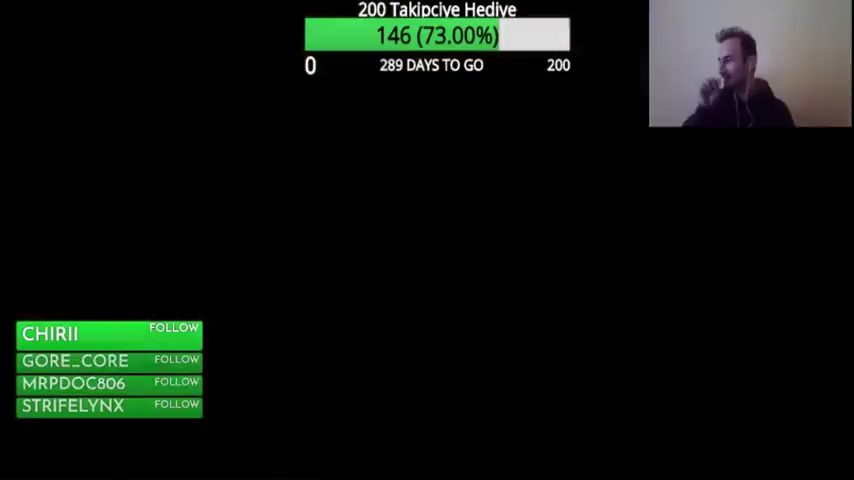 200 Takipciye Hediye
146 (73.00%)
0 289 DAYS TO GO 200
CHIRII FOLLOW
GORE_CORE FOLLOW
MRPDOC806 FOLLOW
STRIFELYNX FOLLOW